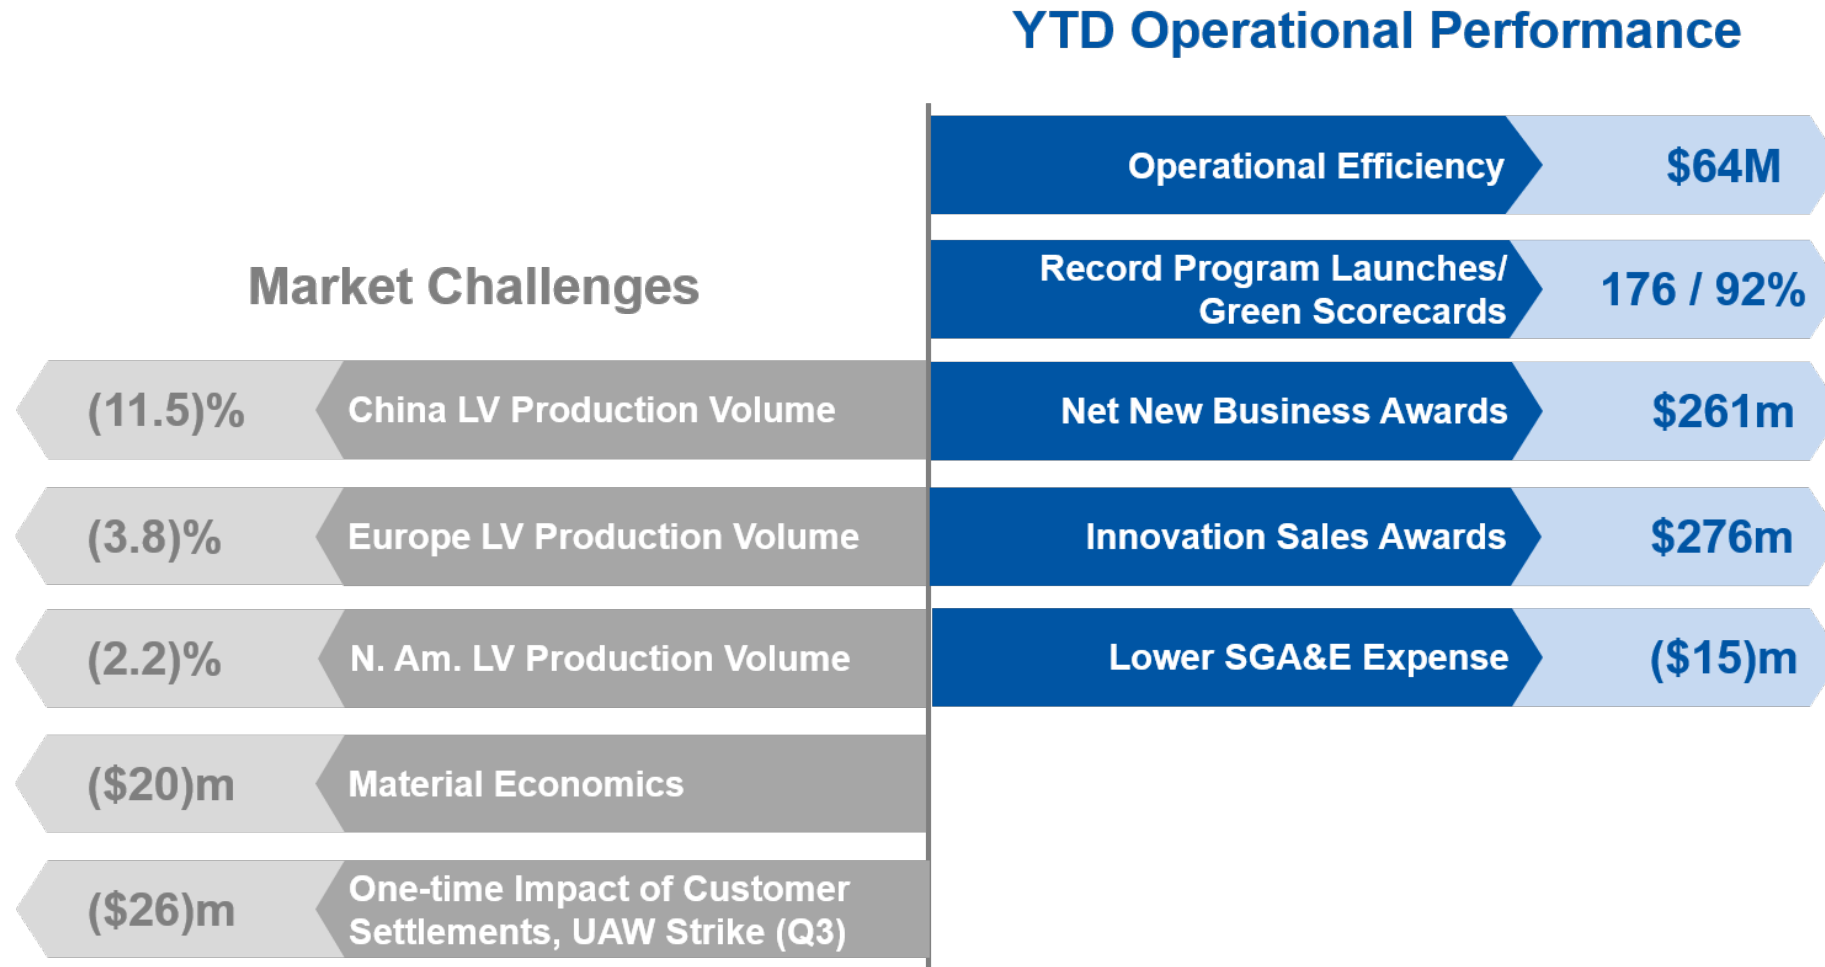 YTD Operational Performance
Operational Efficiency $64M
Record Program Launches/
Green Scorecards
176 / 92%
Net New Business Awards $261m
Innovation Sales Awards $276m
Lower SGA&E Expense ($15)m
Market Challenges
(11.5)% China LV Production Volume
(3.8)% Europe LV Production Volume
(2.2)% N. Am. LV Production Volume
($20)m Material Economics
($26)m
One-time Impact of Customer
Settlements, UAW Strike (Q3)